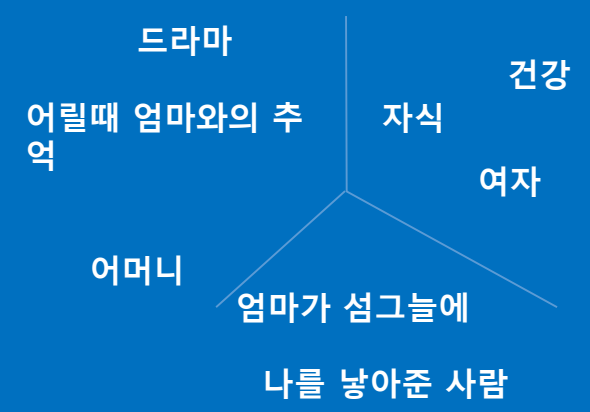 드라마
건강
어릴때 엄마와의 추
억
자식
여자
어머니
엄마가 섬그늘에
나를 낳아준 사람